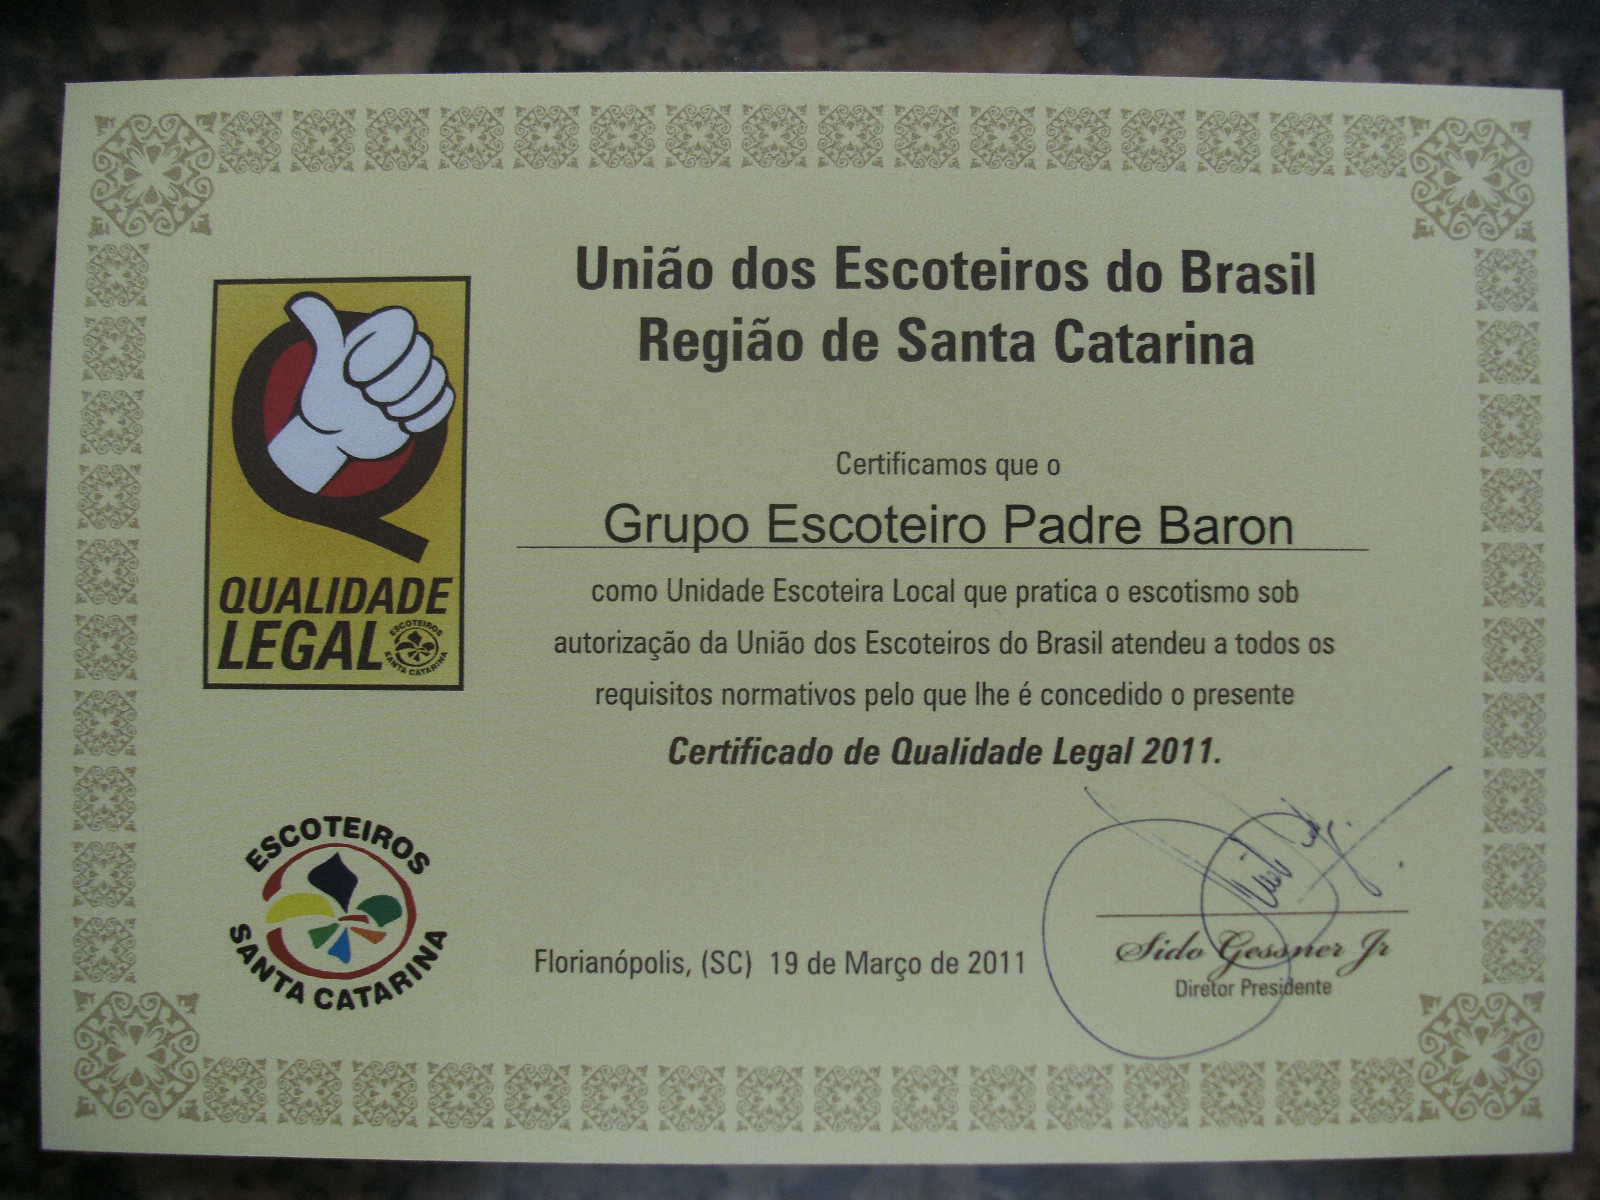 União dos Escoteiros do Brasil
Região de Santa Catarina
Certificamos que o
Grupo Escoteiro Padre Baron
como Unidade Escoteira Local que pratica o escotismo sob
autorização da União dos Escoteiros do Brasil atendeu a todos os
requisitos normativos pelo que lhe é concedido o presente
Certificado de Qualidade Legal 2011.
QUALIDADE
LEGAL
ESCOTEIROS
SANTA CATARINA
ESCOTEIROS
SANTA CATARINA
Florianópolis, (SC) 19 de Março de 2011
Sido Gessner Jr
Diretor Presidente